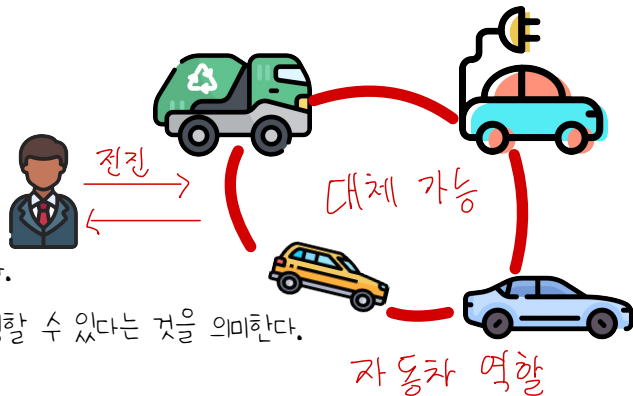 전진
대체 가능
다.
할 수 있다는 것을 의미한다.
자동차 역할